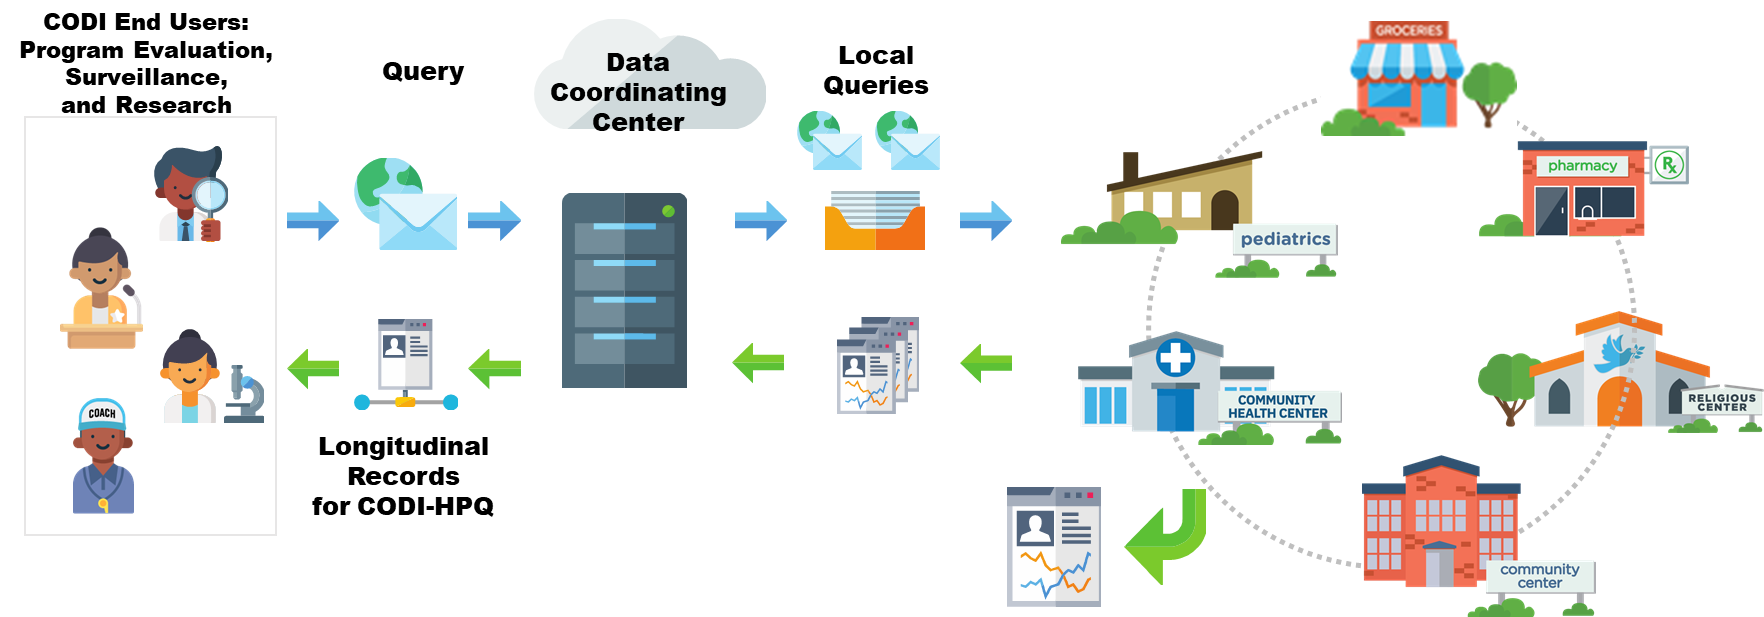 CODI End Users:
Program Evaluation,
Surveillance,
and Research
Query
Data
Coordinating
Center
Local
Queries
GROCERIES
pharmacy
Rx
pediatrics
COMMUNITY
HEALTH CENTER
RELIGIOUS
CENTER
community
center
COACH
Longitudinal
Records
for CODI-HPQ